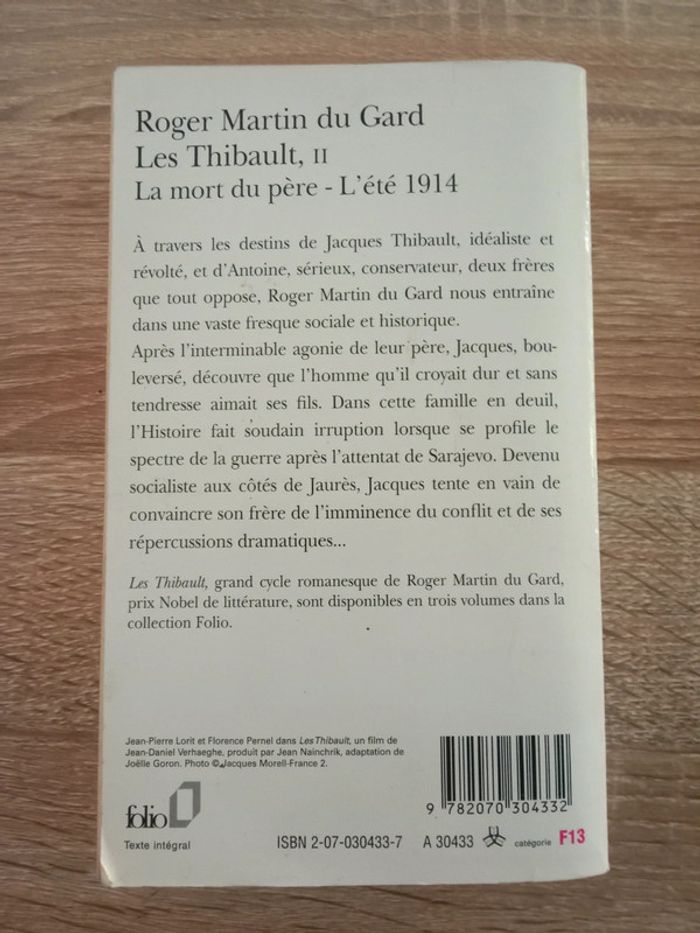 Roger Martin du Gard
Les Thibault, II
La mort du père - L'été 1914
À travers les destins de Jacques Thibault, idéaliste et
révolté, et d'Antoine, sérieux, conservateur, deux frères
que tout oppose, Roger Martin du Gard nous entraîne
dans une vaste fresque sociale et historique.
Après l'interminable agonie de leur père, Jacques, bou-
leversé, découvre que l'homme qu'il croyait dur et sans
tendresse aimait ses fils. Dans cette famille en deuil,
l'Histoire fait soudain irruption lorsque se profile le
spectre de la guerre après l'attentat de Sarajevo. Devenu
socialiste aux côtés de Jaurès, Jacques tente en vain de
convaincre son frère de l'imminence du conflit et de ses
répercussions dramatiques...
Les Thibault, grand cycle romanesque de Roger Martin du Gard,
prix Nobel de littérature, sont disponibles en trois volumes dans la
collection Folio.
Jean-Pierre Lorit et Florence Pernel dans Les Thibault, un film de
Jean-Daniel Verhaeghe, produit par Jean Nainchrik, adaptation de
Joëlle Goron. Photo © Jacques Morell-France 2.
folio
Texte intégral
9 782070 304332
ISBN 2-07-030433-7 A 30433 catégorie F13